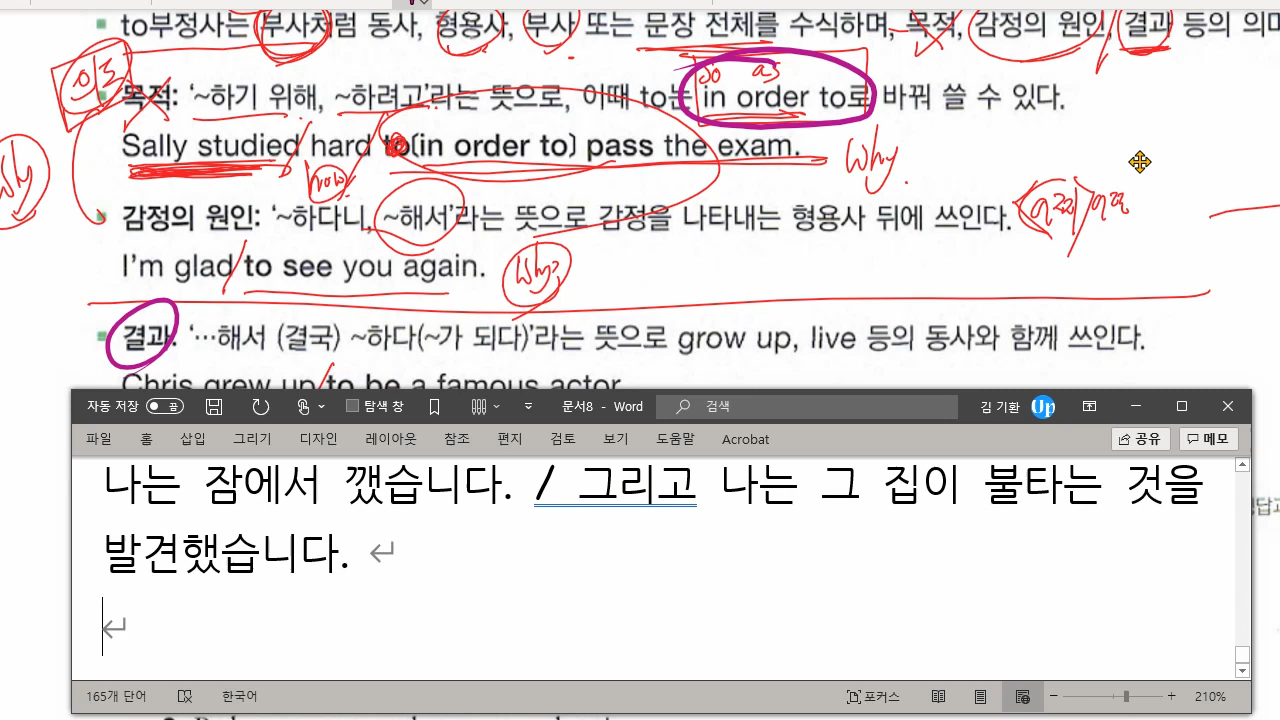 to부정사는 부사처럼 동사, 형용사, 부사 또는 문장 전체를 수식하며, 목적, 감정의 원인, 결과 등의 의미
의도
so as
목적: ‘~하기 위해, ~하려고’라는 뜻으로, 이때 to는 in order to로 바꿔 쓸 수 있다.
Sally studied hard to(in order to) pass the exam.
Why
how
Why
감정의 원인: ‘~하다니, ~해서’라는 뜻으로 감정을 나타내는 형용사 뒤에 쓰인다.
I’m glad to see you again.
Why?
결과: ‘…해서 (결국) ~하다(~가 되다)’라는 뜻으로 grow up, live 등의 동사와 함께 쓰인다.
Chris grew up to be a famous actor.
자동 저장 끔 탐색 창 문서8 - Word 검색 김 기환 Up
파일 홈 삽입 그리기 디자인 레이아웃 참조 편지 검토 보기 도움말 Acrobat 공유 메모
나는 잠에서 깼습니다. / 그리고 나는 그 집이 불타는 것을
발견했습니다.
165개 단어 한국어 포커스 210%